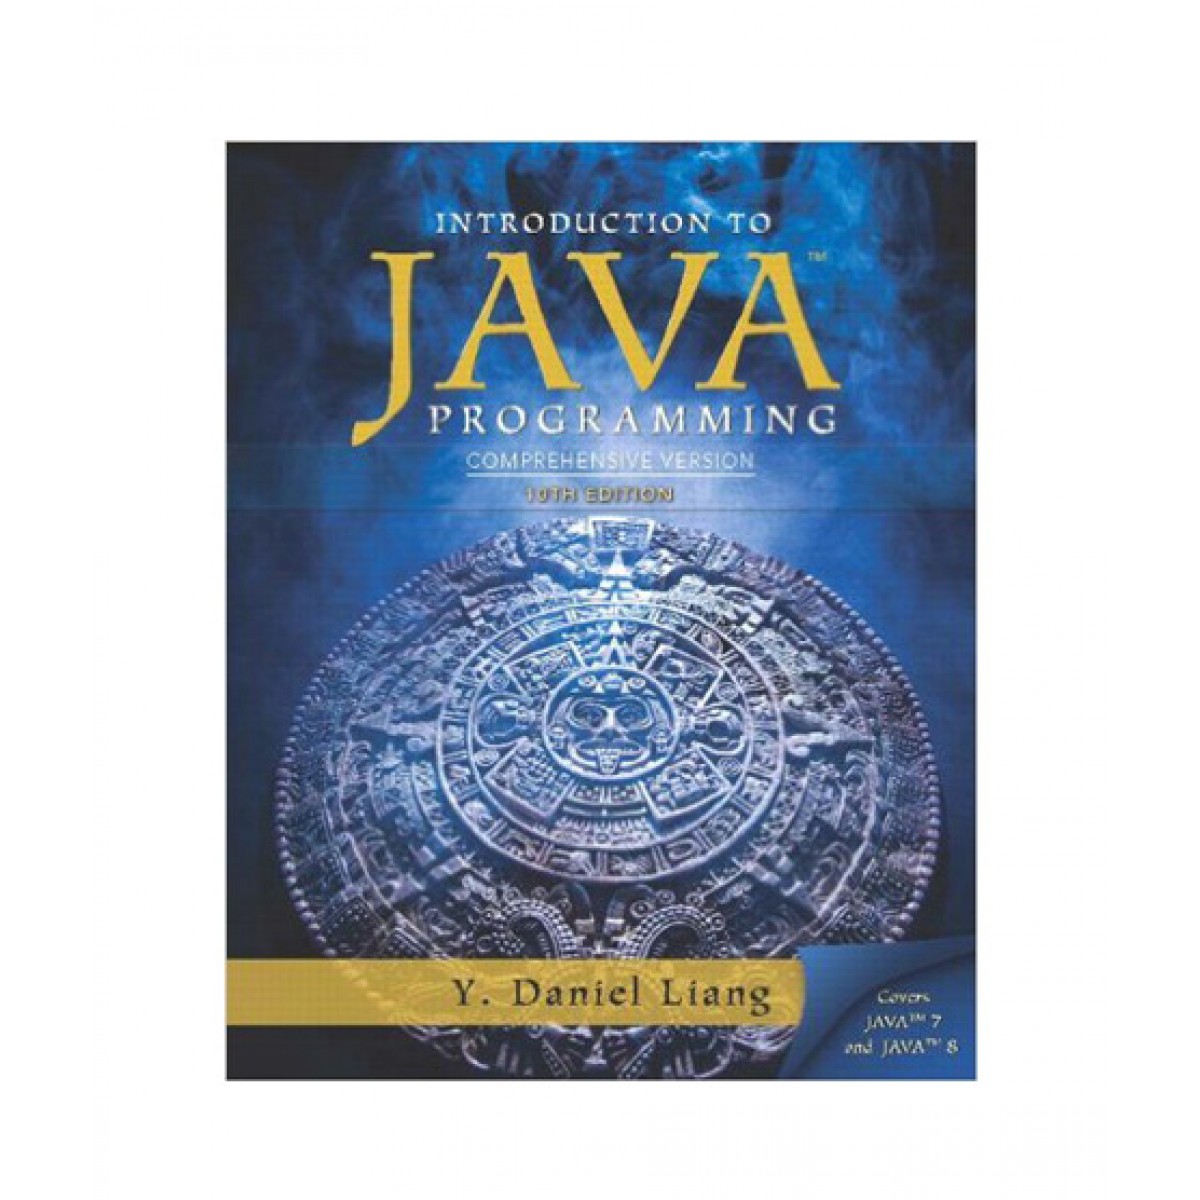 INTRODUCTION TO
JAVA™
PROGRAMMING
COMPREHENSIVE VERSION
10TH EDITION
Y. Daniel Liang
Covers
JAVA™ 7
and JAVA™ 8